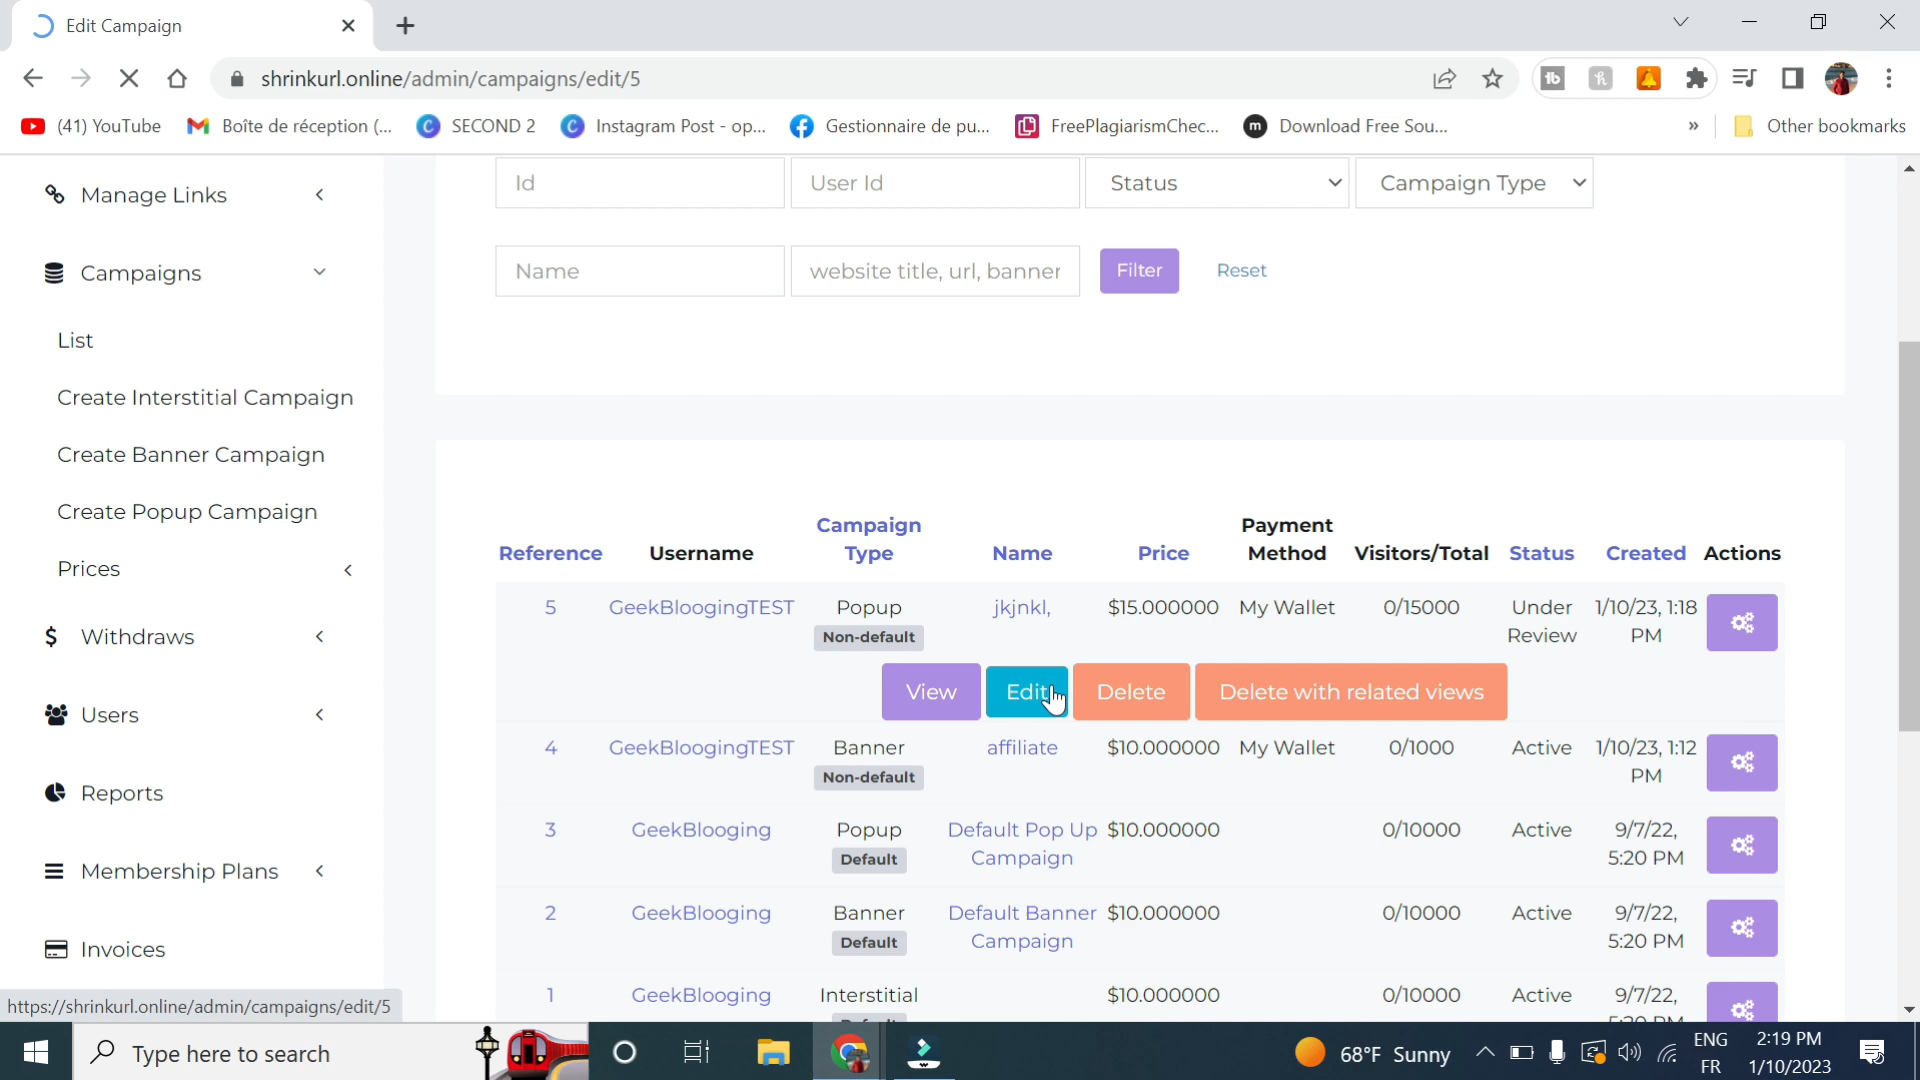 Edit Campaign
shrinkurl.online/admin/campaigns/edit/5
(41) YouTube
Boîte de réception (...
SECOND 2
Instagram Post - op...
Gestionnaire de pu...
FreePlagiarismChec...
Download Free Sou...
»
Other bookmarks
Manage Links
Campaigns
List
Create Interstitial Campaign
Create Banner Campaign
Create Popup Campaign
Prices
Withdraws
Users
Reports
Membership Plans
Invoices
Id User Id Status Campaign Type
Name website title, url, banner Filter Reset
Campaign Payment
Reference Username Type Name Price Method Visitors/Total Status Created Actions
5 GeekBloogingTEST Popup jkjnkl, $15.000000 My Wallet 0/15000 Under 1/10/23, 1:18
Non-default Review PM
View Edit Delete Delete with related views
4 GeekBloogingTEST Banner affiliate $10.000000 My Wallet 0/1000 Active 1/10/23, 1:12
Non-default PM
3 GeekBlooging Popup Default Pop Up $10.000000 0/10000 Active 9/7/22,
Default Campaign 5:20 PM
2 GeekBlooging Banner Default Banner $10.000000 0/10000 Active 9/7/22,
Default Campaign 5:20 PM
1 GeekBlooging Interstitial $10.000000 0/10000 Active 9/7/22,
https://shrinkurl.online/admin/campaigns/edit/5
Type here to search
68°F Sunny
ENG
FR
2:19 PM
1/10/2023